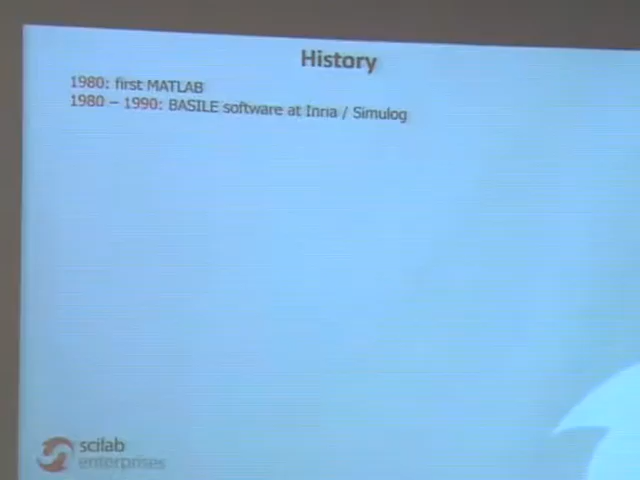 History
1980: first MATLAB
1980 – 1990: BASILE software at Inria / Simulog
scilab
enterprises